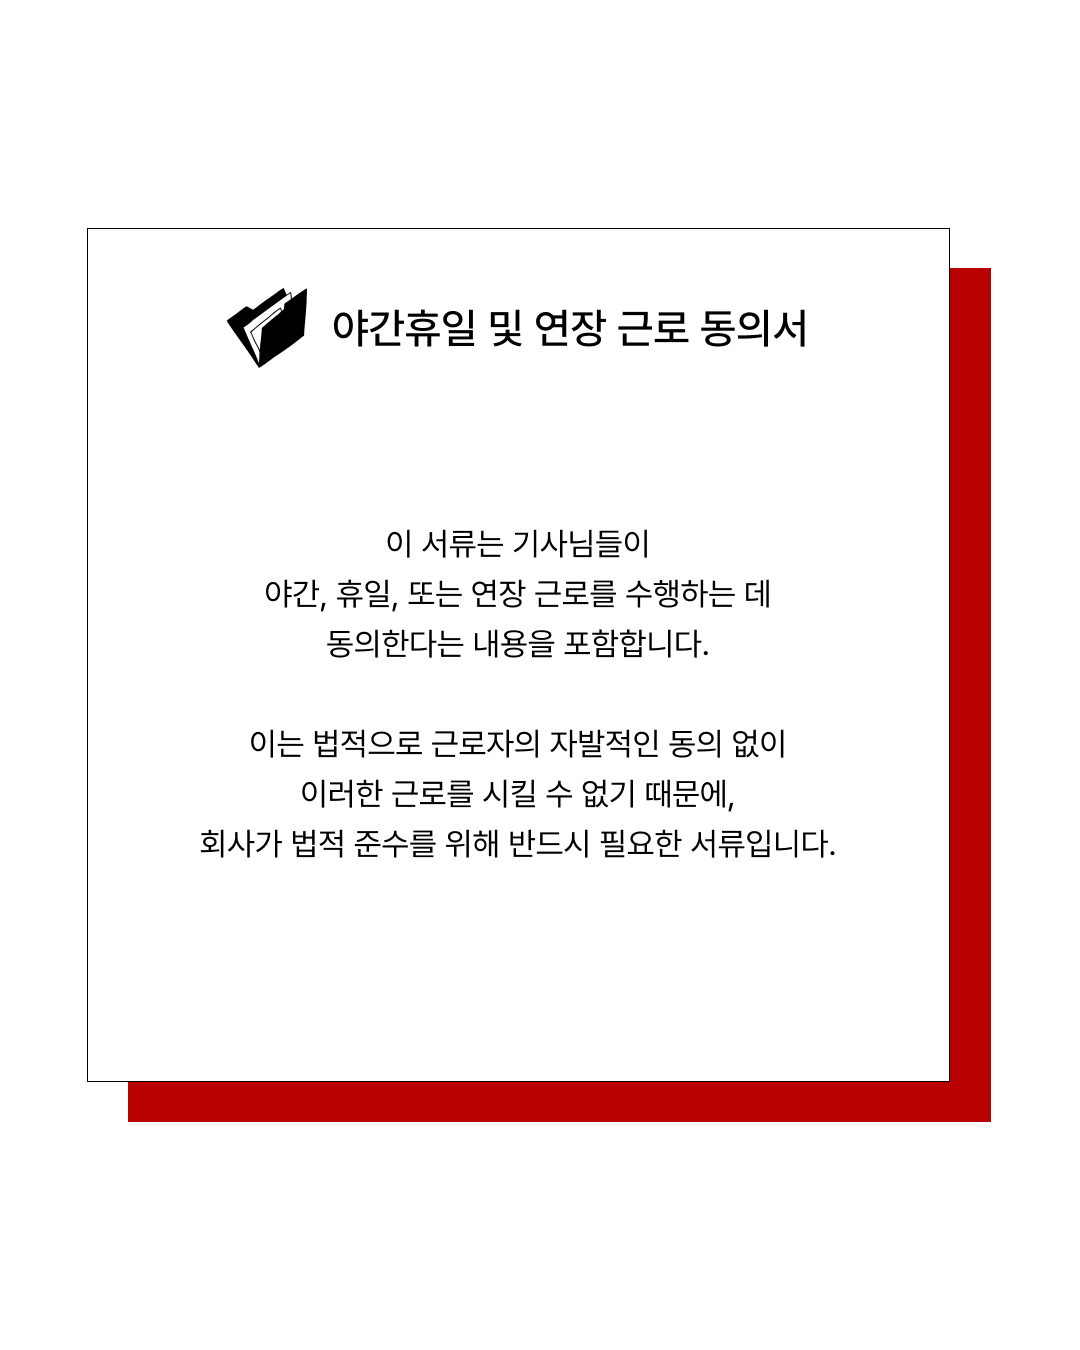 야간휴일 및 연장 근로 동의서
이 서류는 기사님들이
야간, 휴일, 또는 연장 근로를 수행하는 데
동의한다는 내용을 포함합니다.
이는 법적으로 근로자의 자발적인 동의 없이
이러한 근로를 시킬 수 없기 때문에,
회사가 법적 준수를 위해 반드시 필요한 서류입니다.